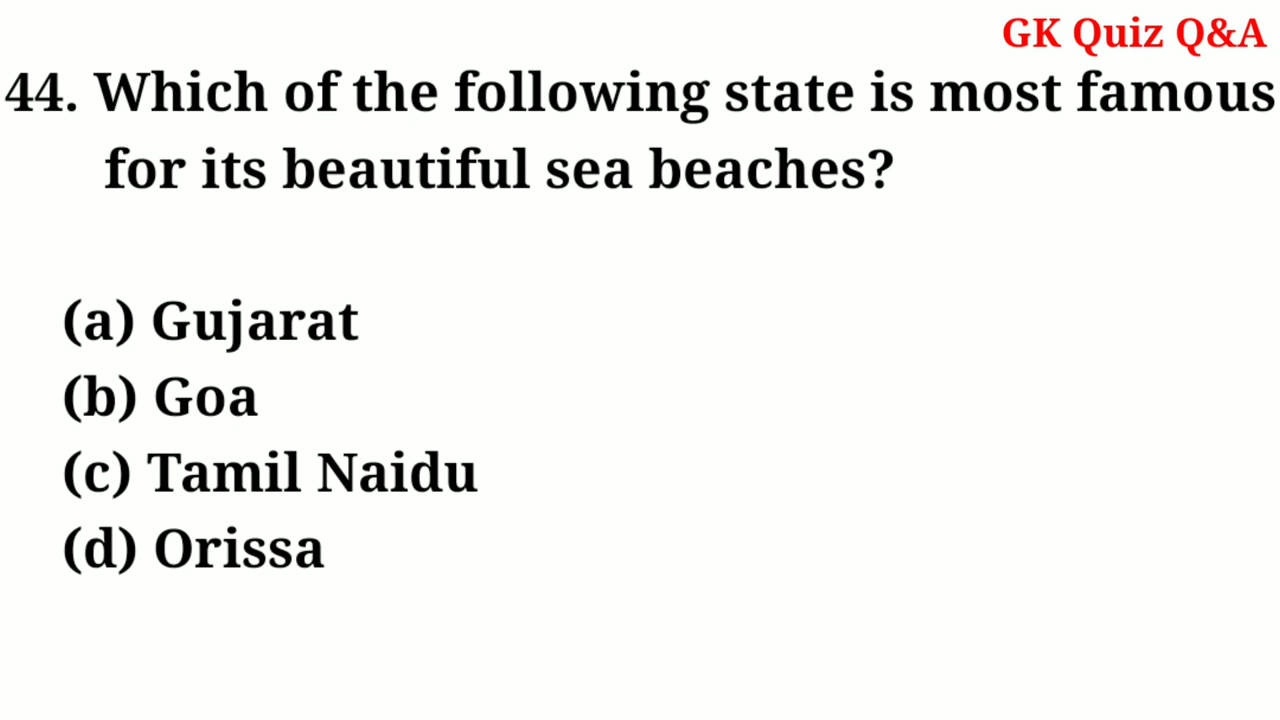 GK Quiz Q&A
44. Which of the following state is most famous
for its beautiful sea beaches?
(a) Gujarat
(b) Goa
(c) Tamil Naidu
(d) Orissa